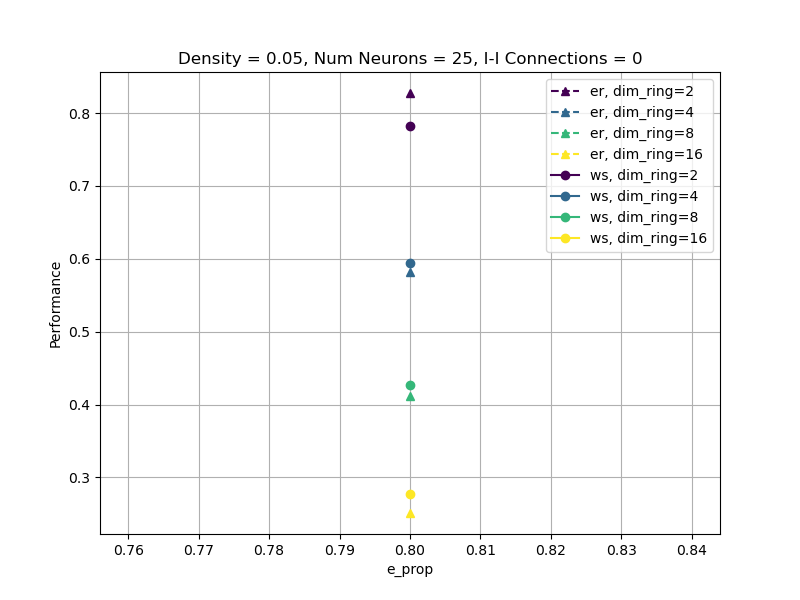 Density = 0.05, Num Neurons = 25, I-I Connections = 0
er, dim_ring=2
er, dim_ring=4
er, dim_ring=8
er, dim_ring=16
ws, dim_ring=2
ws, dim_ring=4
ws, dim_ring=8
ws, dim_ring=16
Performance
0.8
0.7
0.6
0.5
0.4
0.3
0.76 0.77 0.78 0.79 0.80 0.81 0.82 0.83 0.84
e_prop